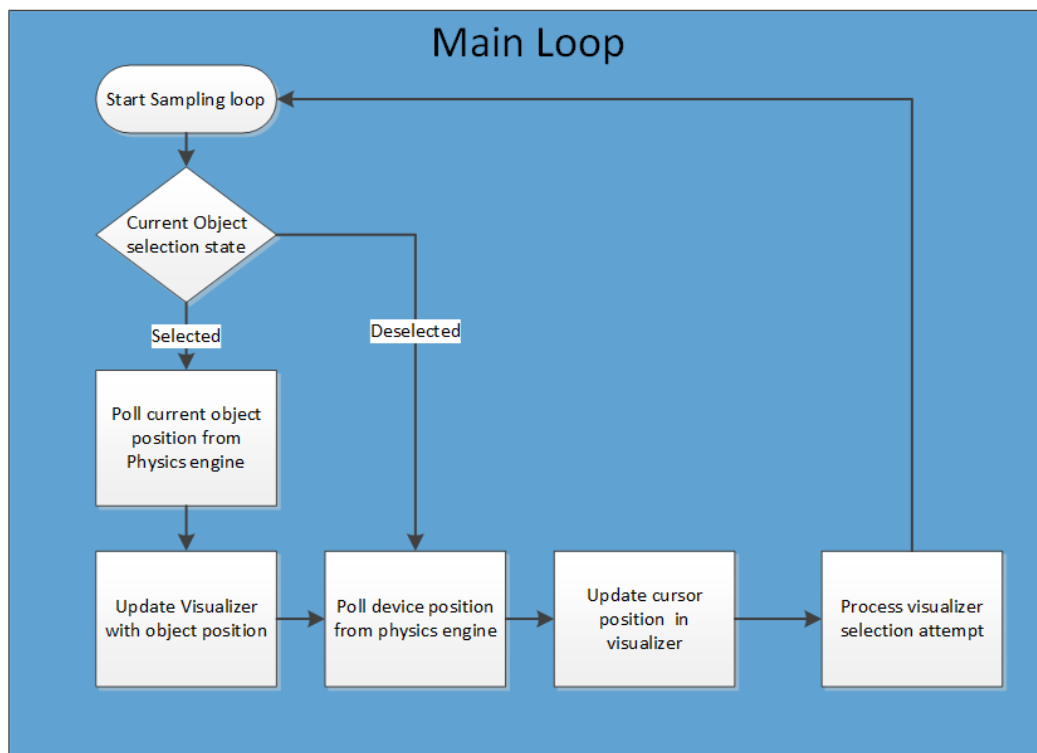 Main Loop
Start Sampling loop
Current Object
selection state
Selected
Deselected
Poll current object
position from
Physics engine
Update Visualizer
with object position
Poll device position
from physics engine
Update cursor
position in
visualizer
Process visualizer
selection attempt